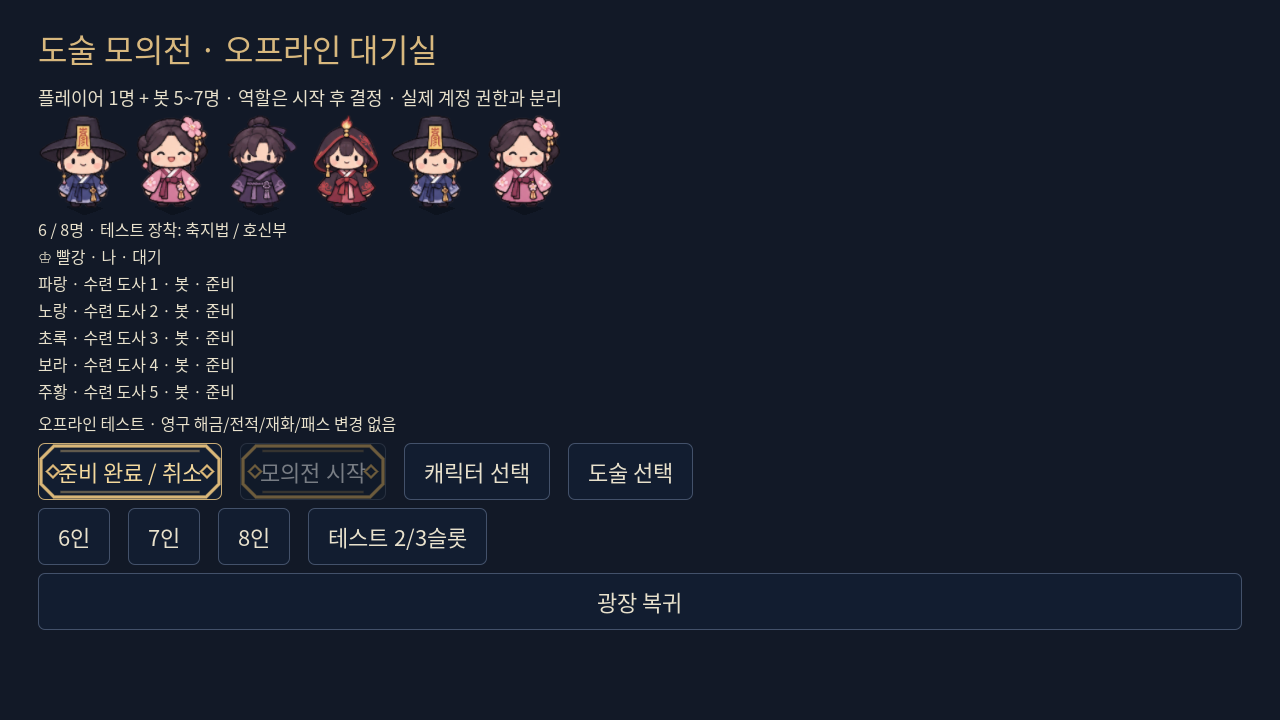 도술 모의전 · 오프라인 대기실
플레이어 1명 + 봇 5~7명 · 역할은 시작 후 결정 · 실제 계정 권한과 분리
6 / 8명 · 테스트 장착: 축지법 / 호신부
♔ 빨강 · 나 · 대기
파랑 · 수련 도사 1 · 봇 · 준비
노랑 · 수련 도사 2 · 봇 · 준비
초록 · 수련 도사 3 · 봇 · 준비
보라 · 수련 도사 4 · 봇 · 준비
주황 · 수련 도사 5 · 봇 · 준비
오프라인 테스트 · 영구 해금/전적/재화/패스 변경 없음
준비 완료 / 취소 모의전 시작 캐릭터 선택 도술 선택
6인 7인 8인 테스트 2/3슬롯
광장 복귀